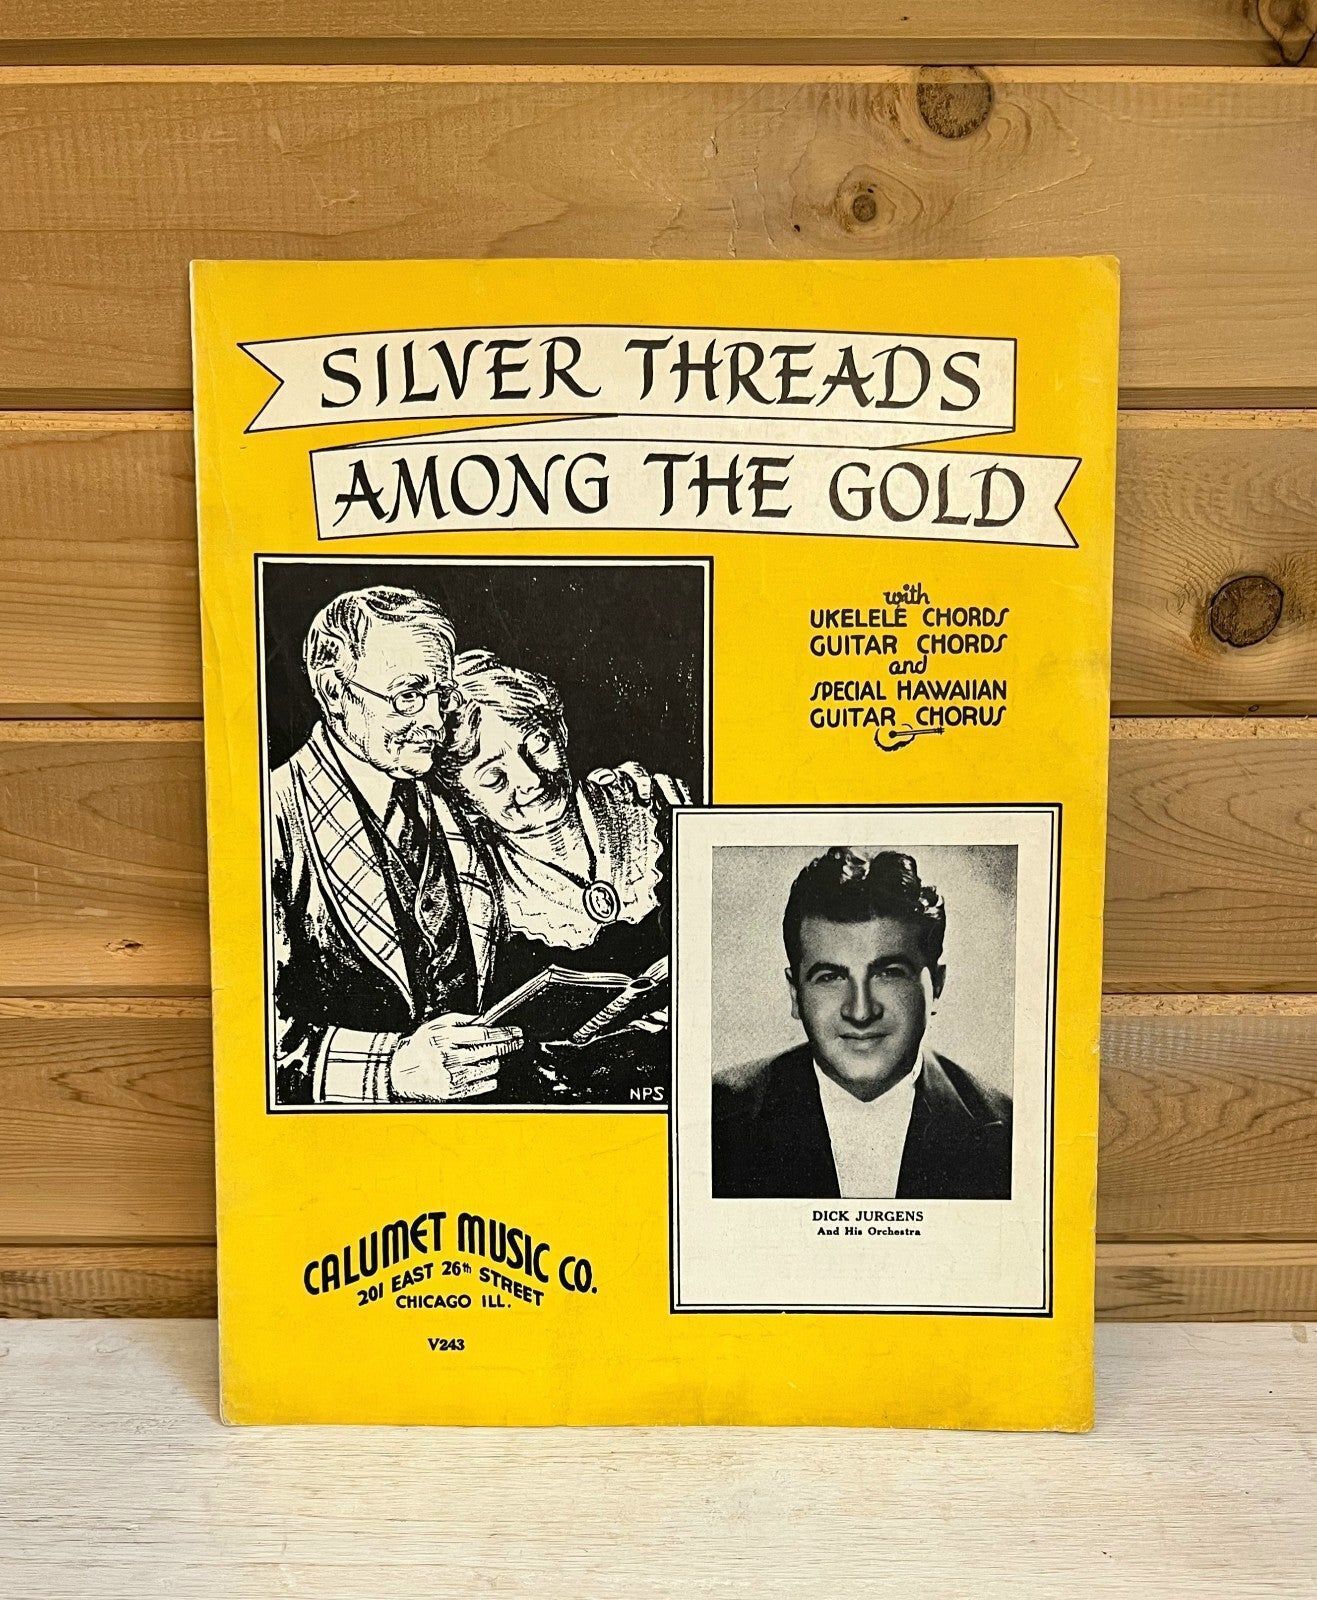 SILVER THREADS
AMONG THE GOLD
with
UKELELE CHORDS
GUITAR CHORDS
and
SPECIAL HAWAIIAN
GUITAR CHORUS
NPS
DICK JURGENS
And His Orchestra
CALUMET MUSIC CO.
201 EAST 26th STREET
CHICAGO ILL.
V243